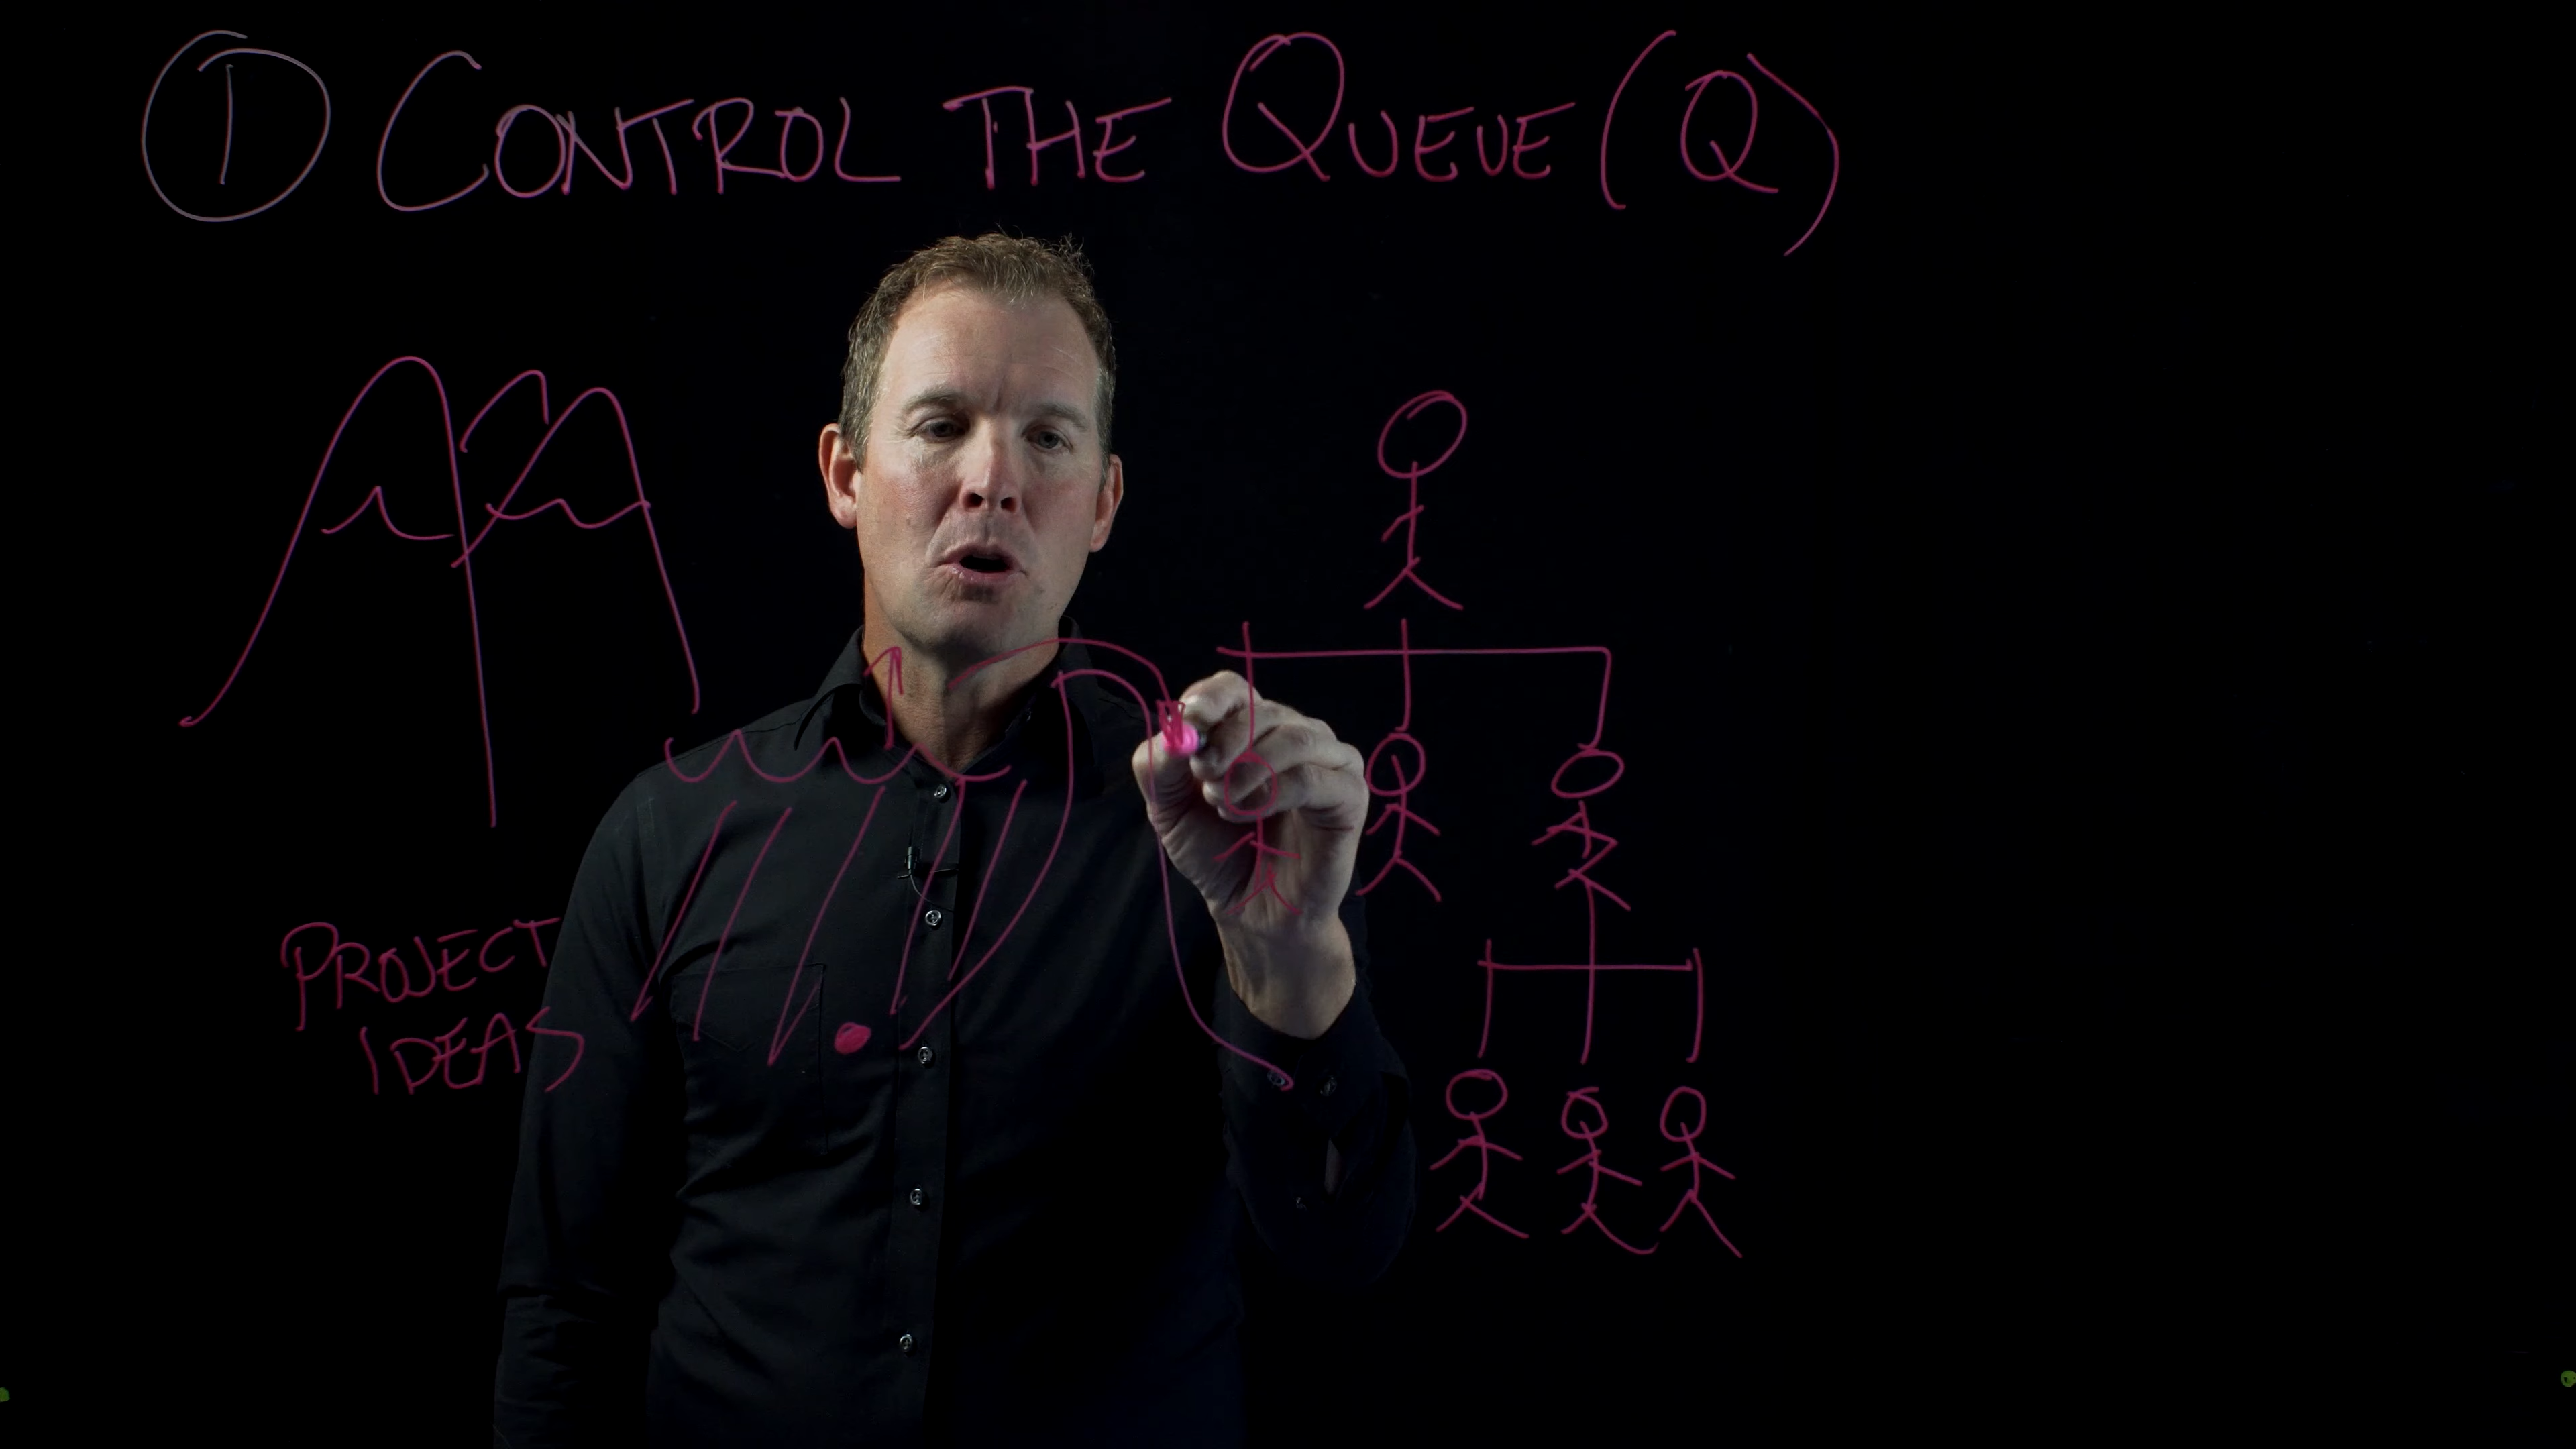 1 CONTROL THE QUEUE (Q)
PROJECT
IDEAS